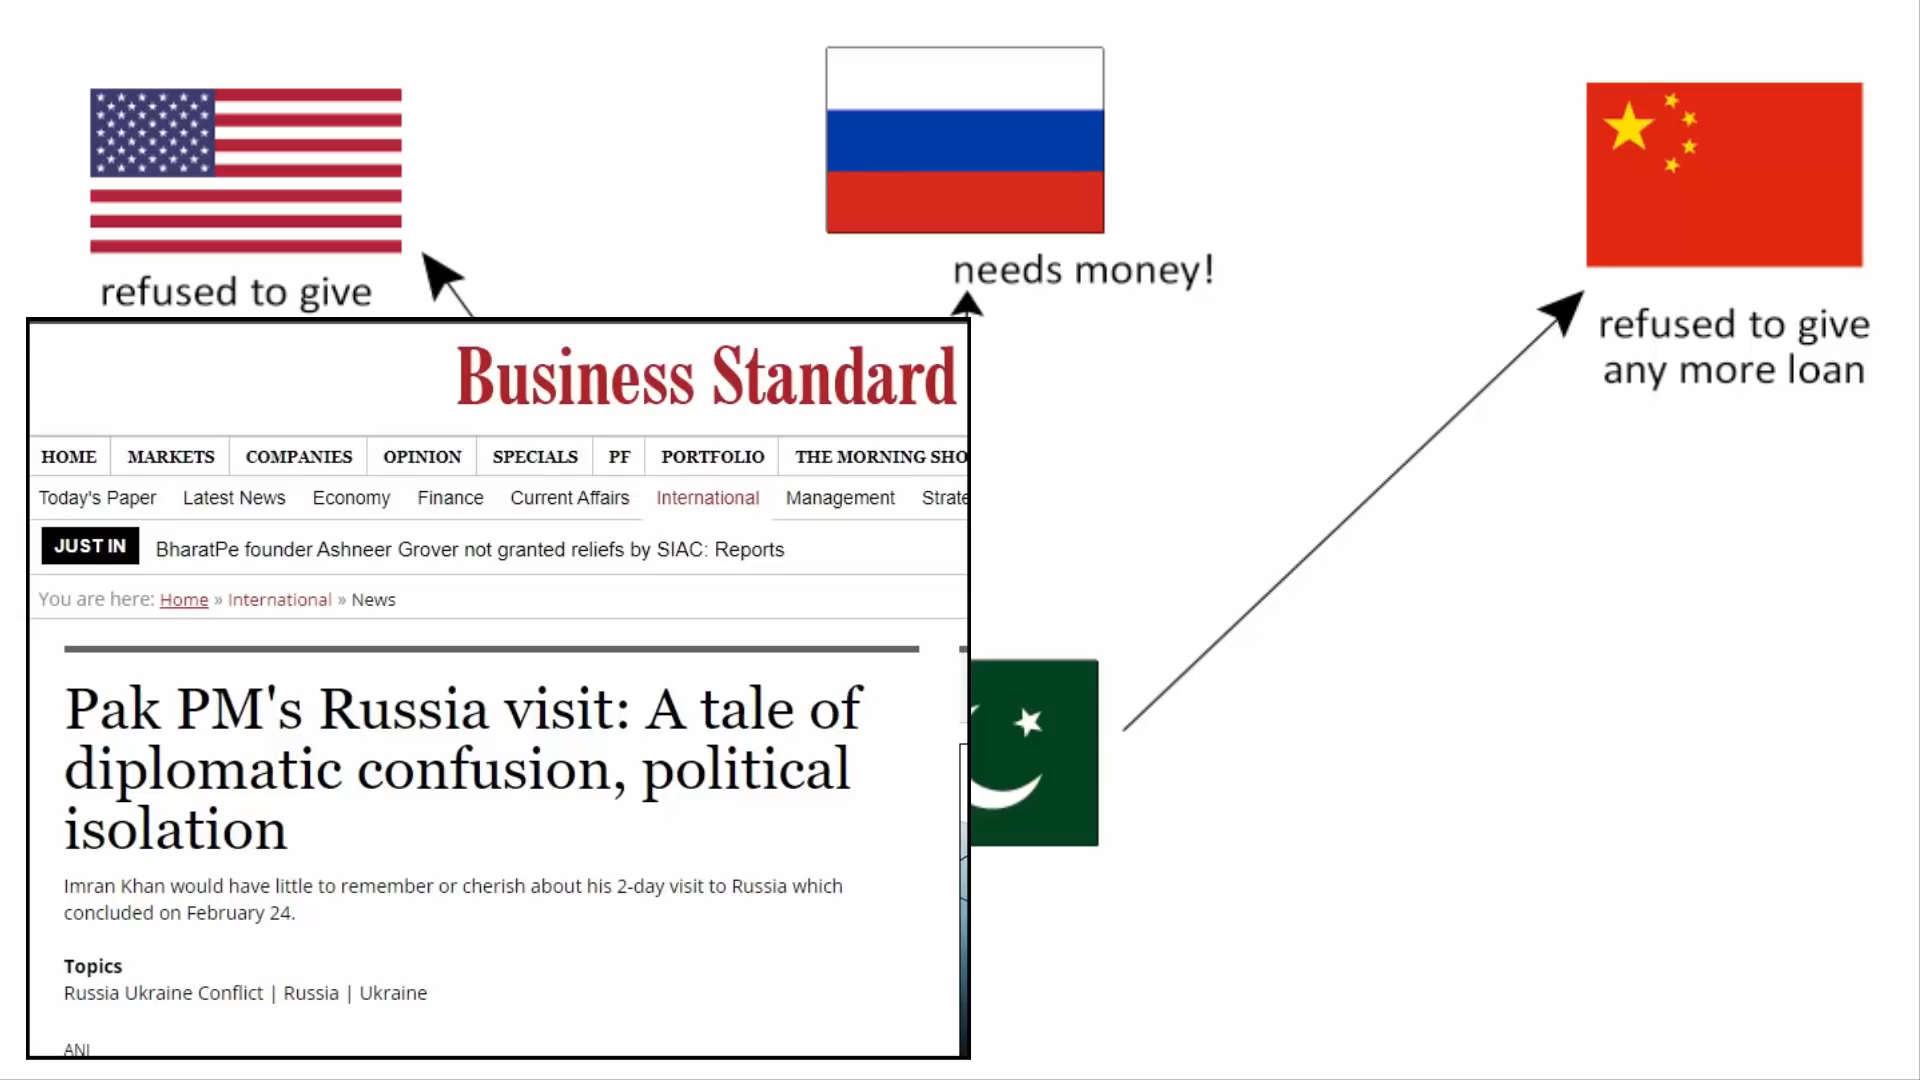 refused to give
needs money!
refused to give
any more loan
Business Standard
HOME MARKETS COMPANIES OPINION SPECIALS PF PORTFOLIO THE MORNING SHO
Today's Paper Latest News Economy Finance Current Affairs International Management Strate
JUST IN BharatPe founder Ashneer Grover not granted reliefs by SIAC: Reports
You are here: Home » International » News
Pak PM's Russia visit: A tale of
diplomatic confusion, political
isolation
Imran Khan would have little to remember or cherish about his 2-day visit to Russia which
concluded on February 24.
Topics
Russia Ukraine Conflict | Russia | Ukraine
ANI